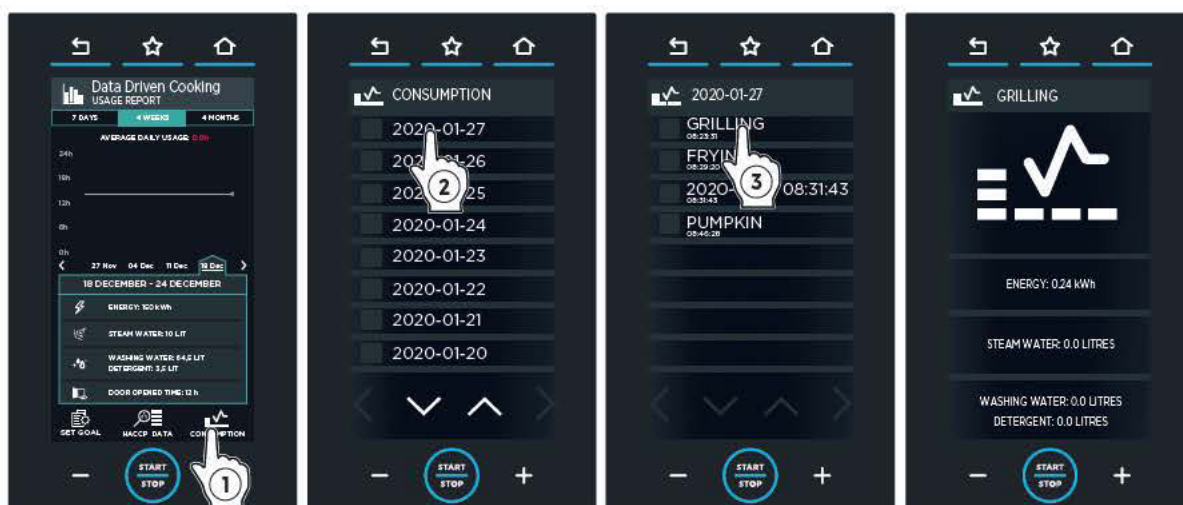 Data Driven Cooking
USAGE REPORT
7 DAYS 4 WEEKS 4 MONTHS
AVERAGE DAILY USAGE: 0.0h
24h
18h
12h
6h
0h
27 Nov 04 Dec 11 Dec 18 Dec
18 DECEMBER - 24 DECEMBER
ENERGY: 150 kWh
STEAM WATER: 10 LIT
WASHING WATER: 64,5 LIT
DETERGENT: 3,5 LIT
DOOR OPENED TIME: 12 h
SET GOAL HACCP DATA
START
STOP
1
CONSUMPTION
2020-01-27
2020-01-24
2020-01-23
2020-01-22
2020-01-21
2020-01-20
2
START
STOP
2020-01-27
GRILLING
08:23:31
08:29:20
08:31:43
08:31:43
PUMPKIN
08:46:28
3
START
STOP
GRILLING
ENERGY: 0.24 kWh
STEAM WATER: 0.0 LITRES
WASHING WATER: 0.0 LITRES
DETERGENT: 0.0 LITRES
START
STOP